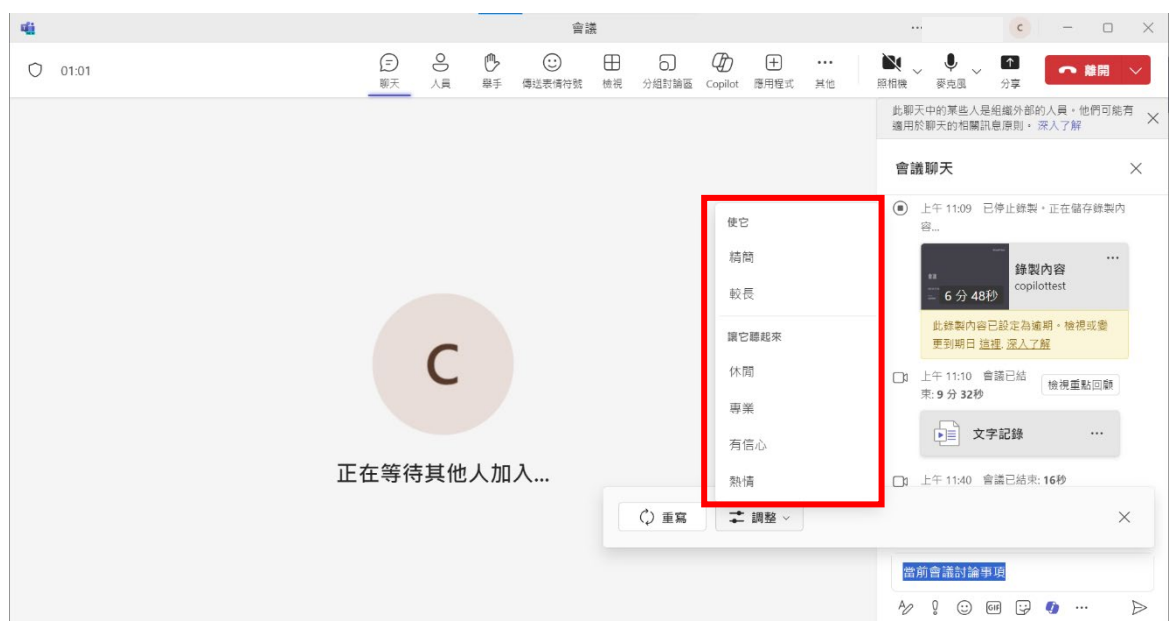 會議
...
C
01:01
聊天
人員
舉手
傳送表情符號
檢視
分組討論區
Copilot
應用程式
其他
照相機
麥克風
分享
離開
此聊天中的某些人是組織外部的人員。他們可能有
適用於聊天的相關訊息原則。 深入了解
會議聊天
上午 11:09 已停止錄製。正在儲存錄製內
容...
6 分 48秒
錄製內容
copilottest
此錄製內容已設定為逾期。檢視或變
更到期日 這裡. 深入了解
上午 11:10 會議已結
束: 9 分 32秒
檢視重點回顧
文字記錄
上午 11:40 會議已結束: 16秒
C
正在等待其他人加入...
使它
精簡
較長
讓它聽起來
休閒
專業
有信心
熱情
重寫
調整
當前會議討論事項
GIF